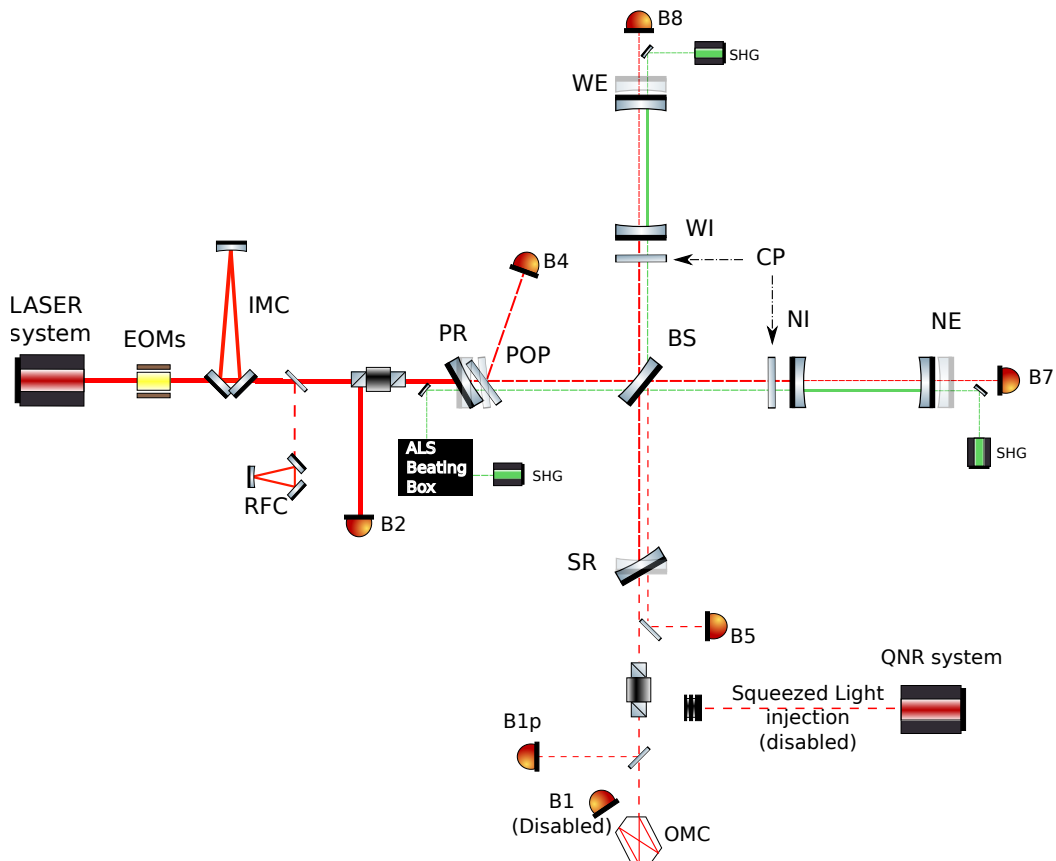 B8
SHG
WE
WI
CP
B4
LASER
system
EOMs
IMC
PR
POP
BS
NI
NE
B7
ALS
Beating
Box
SHG
SHG
RFC
B2
SR
B5
QNR system
Squeezed Light
injection
(disabled)
B1p
B1
(Disabled)
OMC